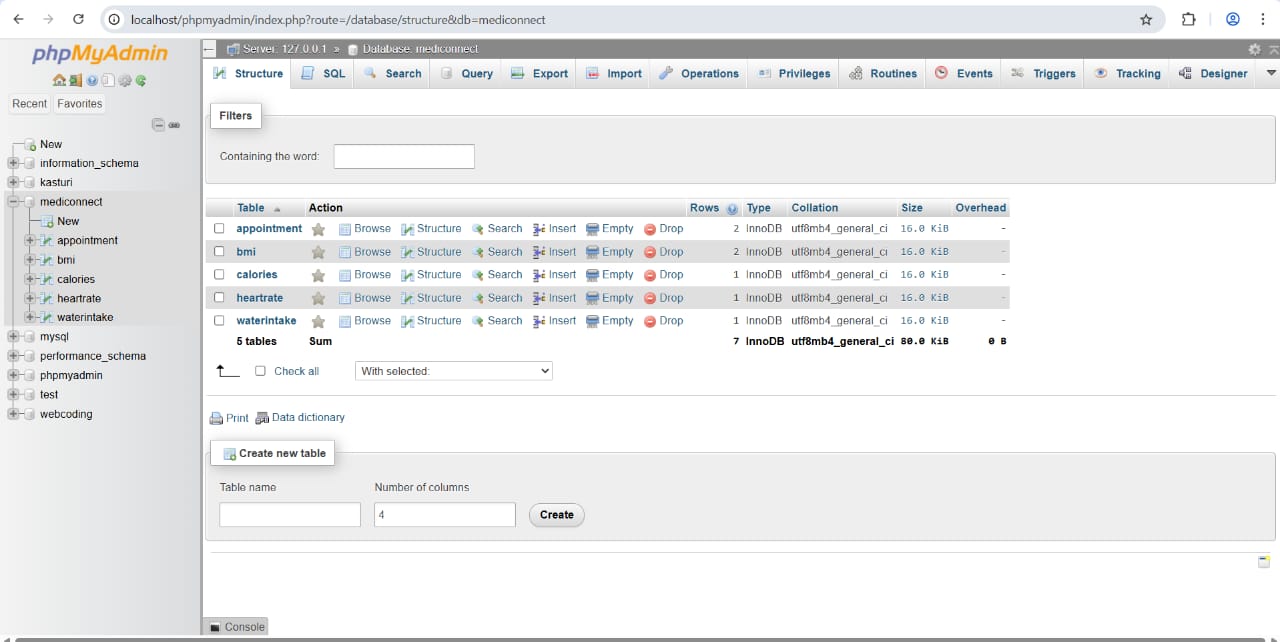 localhost/phpmyadmin/index.php?route=/database/structure&db=mediconnect
phpMyAdmin
Recent Favorites
New
information_schema
kasturi
mediconnect
New
appointment
bmi
calories
heartrate
waterintake
mysql
performance_schema
phpmyadmin
test
webcoding
Server: 127.0.0.1 » Database: mediconnect
Structure SQL Search Query Export Import Operations Privileges Routines Events Triggers Tracking Designer
Filters
Containing the word:
Table Action Rows Type Collation Size Overhead
appointment Browse Structure Search Insert Empty Drop 2 InnoDB utf8mb4_general_ci 16.0 KiB -
bmi Browse Structure Search Insert Empty Drop 2 InnoDB utf8mb4_general_ci 16.0 KiB -
calories Browse Structure Search Insert Empty Drop 1 InnoDB utf8mb4_general_ci 16.0 KiB -
heartrate Browse Structure Search Insert Empty Drop 1 InnoDB utf8mb4_general_ci 16.0 KiB -
waterintake Browse Structure Search Insert Empty Drop 1 InnoDB utf8mb4_general_ci 16.0 KiB -
5 tables Sum 7 InnoDB utf8mb4_general_ci 80.0 KiB 0 B
Check all With selected:
Print Data dictionary
Create new table
Table name Number of columns
4 Create
Console